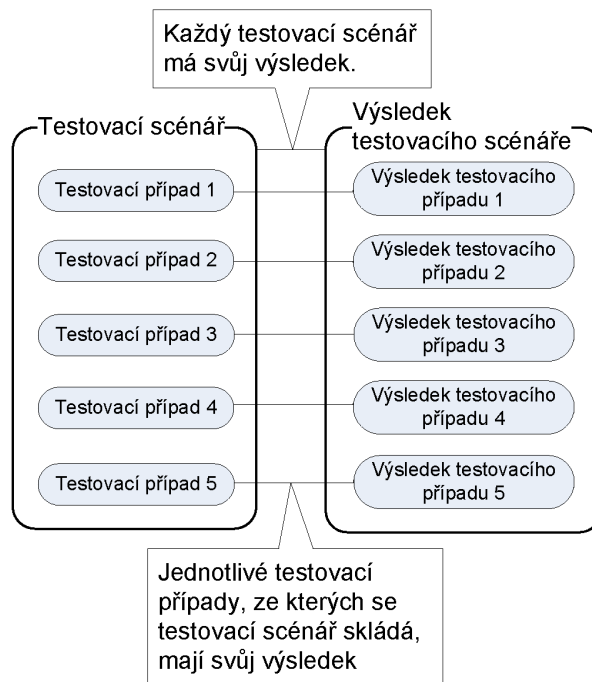 Každý testovací scénář
má svůj výsledek.
Testovací scénář
Výsledek
testovacího scénáře
Testovací případ 1
Výsledek testovacího
případu 1
Testovací případ 2
Výsledek testovacího
případu 2
Testovací případ 3
Výsledek testovacího
případu 3
Testovací případ 4
Výsledek testovacího
případu 4
Testovací případ 5
Výsledek testovacího
případu 5
Jednotlivé testovací
případy, ze kterých se
testovací scénář skládá,
mají svůj výsledek